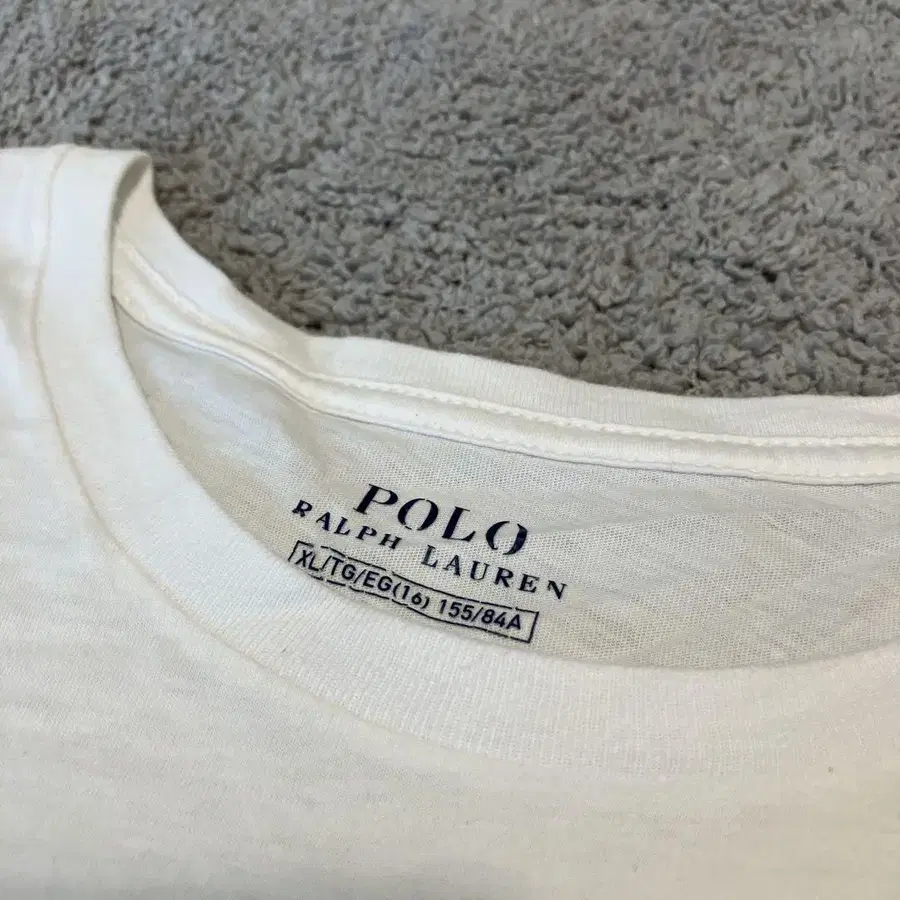 POLO
RALPH LAUREN
XL/TG/EG(16) 155/84A